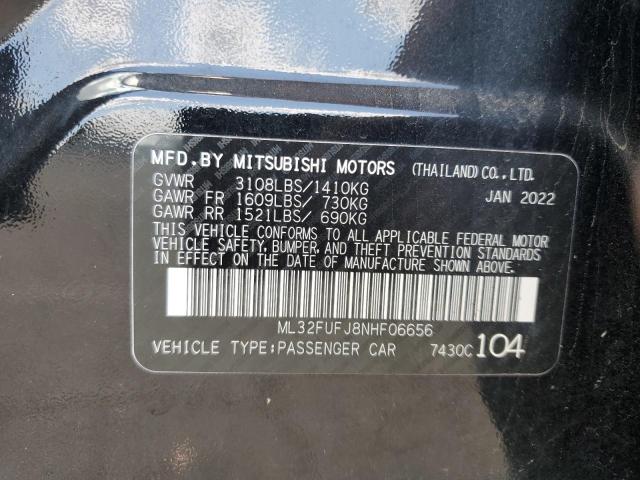 MFD.BY MITSUBISHI MOTORS (THAILAND)CO.,LTD.
GVWR 3108LBS/1410KG JAN 2022
GAWR FR 1609LBS/ 730KG
GAWR RR 1521LBS/ 690KG
THIS VEHICLE CONFORMS TO ALL APPLICABLE FEDERAL MOTOR
VEHICLE SAFETY, BUMPER, AND THEFT PREVENTION STANDARDS
IN EFFECT ON THE DATE OF MANUFACTURE SHOWN ABOVE.
ML32FUFJ8NHF06656
VEHICLE TYPE:PASSENGER CAR 7430C 104